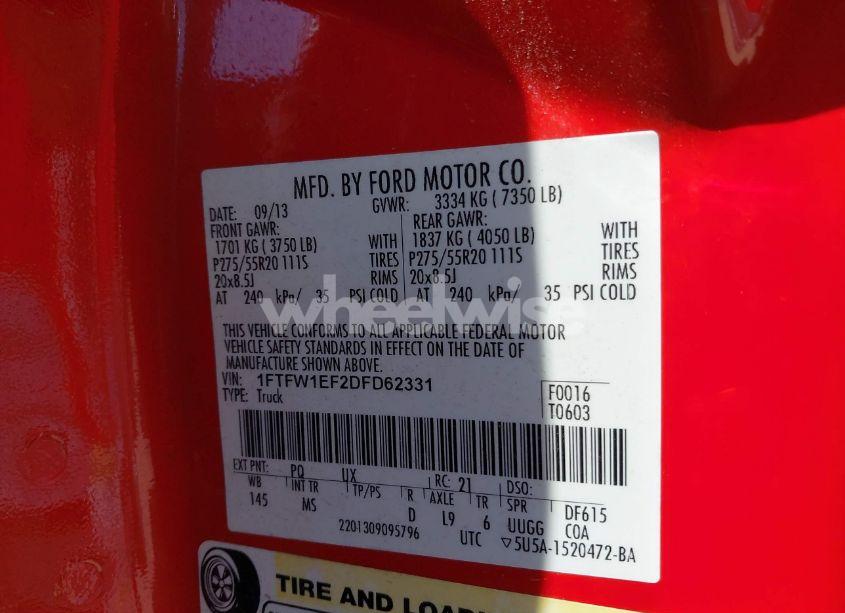 MFD. BY FORD MOTOR CO.
DATE: 09/13 GVWR: 3334 KG ( 7350 LB)
FRONT GAWR: REAR GAWR:
1701 KG ( 3750 LB) WITH 1837 KG ( 4050 LB) WITH
P275/55R20 111S TIRES P275/55R20 111S TIRES
20x8.5J RIMS 20x8.5J RIMS
AT 240 kPa/ 35 PSI COLD AT 240 kPa/ 35 PSI COLD
wheelwise
THIS VEHICLE CONFORMS TO ALL APPLICABLE FEDERAL MOTOR
VEHICLE SAFETY STANDARDS IN EFFECT ON THE DATE OF
MANUFACTURE SHOWN ABOVE.
VIN: 1FTFW1EF2DFD62331
TYPE: Truck
F0016
T0603
EXT PNT: PQ UX RC: 21 DSO:
WB INT TR TP/PS R AXLE TR SPR DF615
145 MS D L9 6 UUGG COA
2201309095796 UTC ▽5U5A-1520472-BA
TIRE AND LOADI